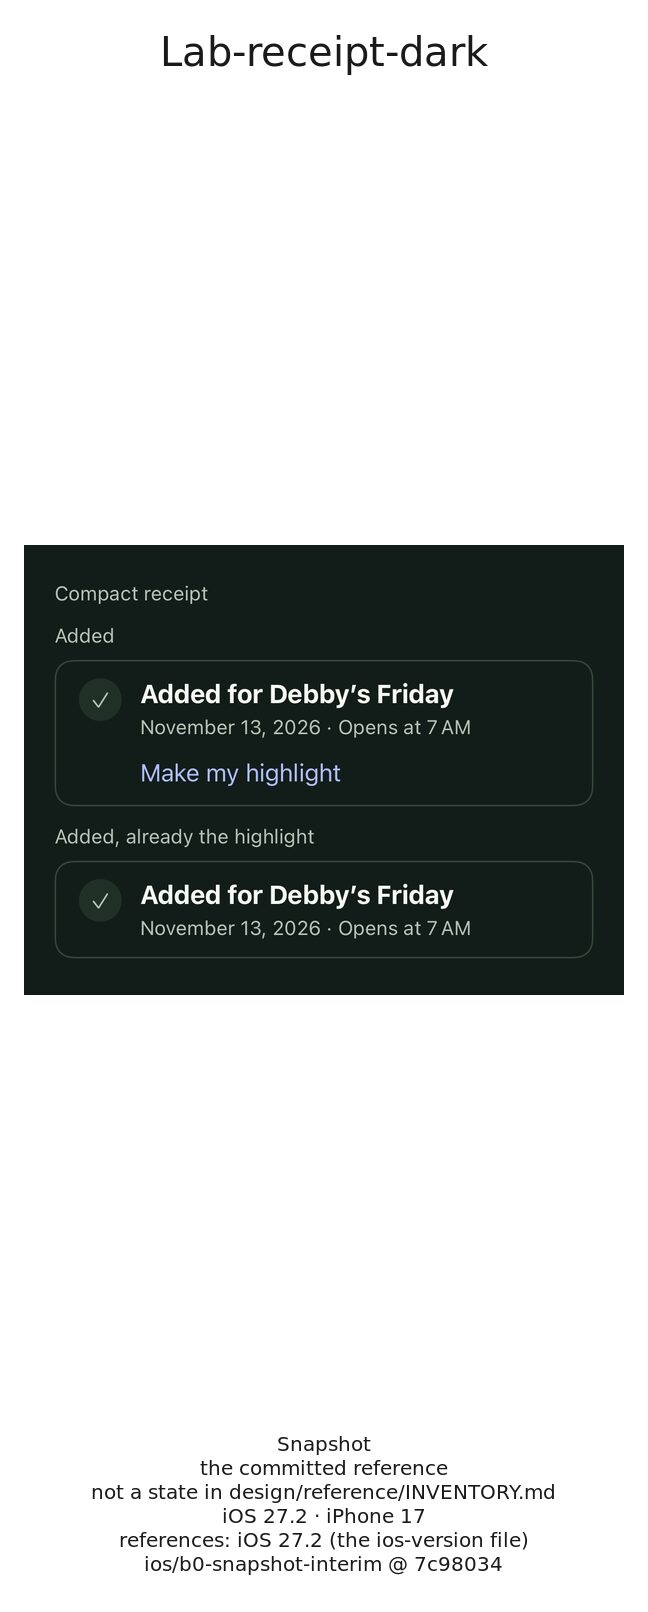 Lab-receipt-dark
Compact receipt
Added
Added for Debby’s Friday
November 13, 2026 · Opens at 7 AM
Make my highlight
Added, already the highlight
Added for Debby’s Friday
November 13, 2026 · Opens at 7 AM
Snapshot
the committed reference
not a state in design/reference/INVENTORY.md
iOS 27.2 · iPhone 17
references: iOS 27.2 (the ios-version file)
ios/b0-snapshot-interim @ 7c98034